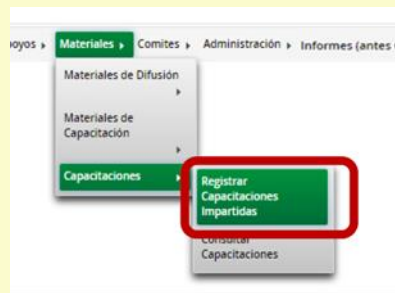 oyos Materiales Comites Administración Informes (antes
Materiales de Difusión
Materiales de
Capacitación
Capacitaciones
Registrar
Capacitaciones
Impartidas
Consultar
Capacitaciones